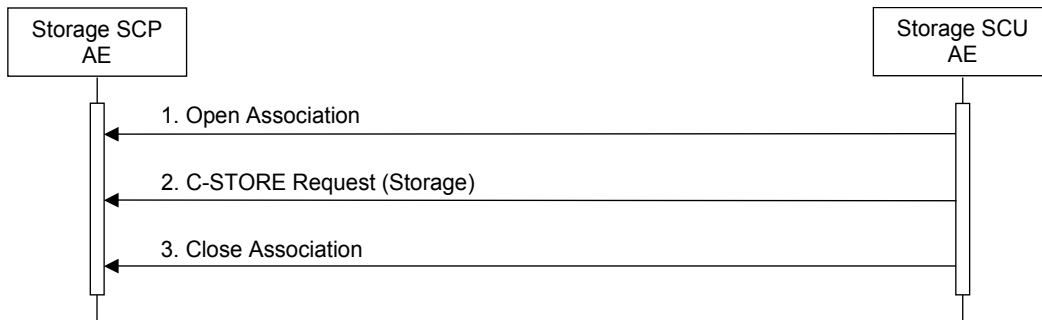 Storage SCP
AE
Storage SCU
AE
1. Open Association
2. C-STORE Request (Storage)
3. Close Association